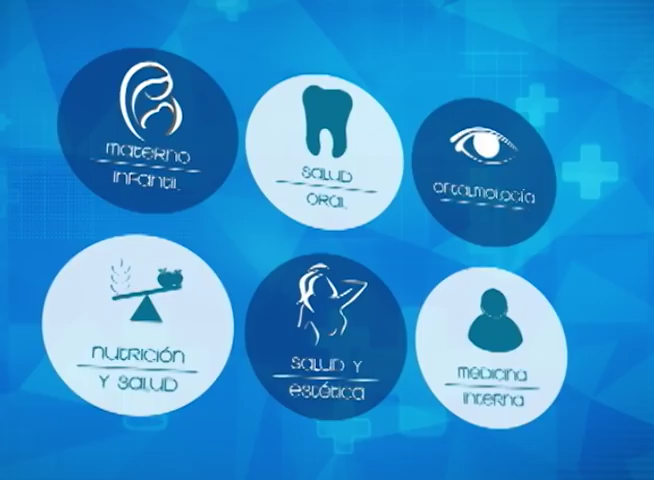 materno
infantil
salud
oral
oftalmología
nutrición
y salud
salud y
estética
medicina
interna